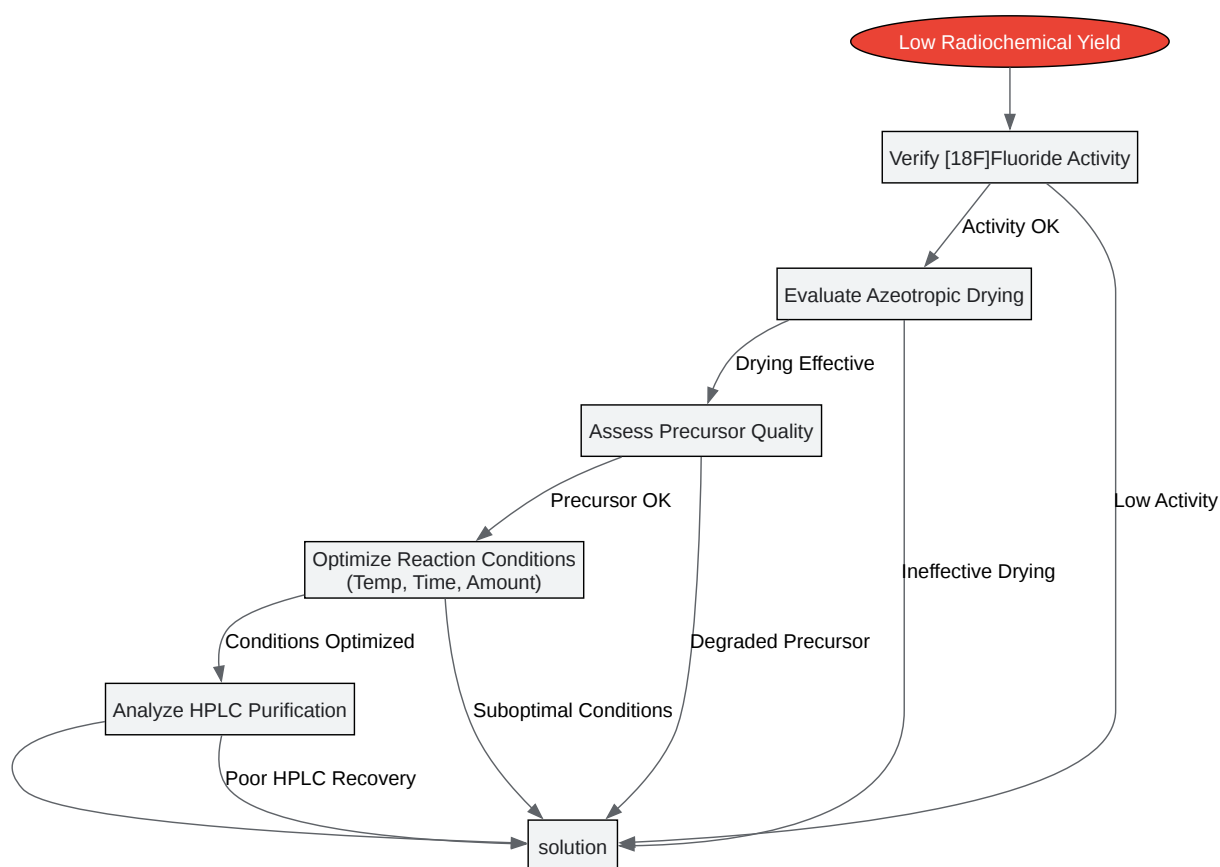 Low Radiochemical Yield
Verify [18F]Fluoride Activity
Activity OK
Evaluate Azeotropic Drying
Drying Effective
Assess Precursor Quality
Precursor OK
Low Activity
Optimize Reaction Conditions
(Temp, Time, Amount)
Ineffective Drying
Conditions Optimized
Degraded Precursor
Analyze HPLC Purification
Suboptimal Conditions
Poor HPLC Recovery
solution